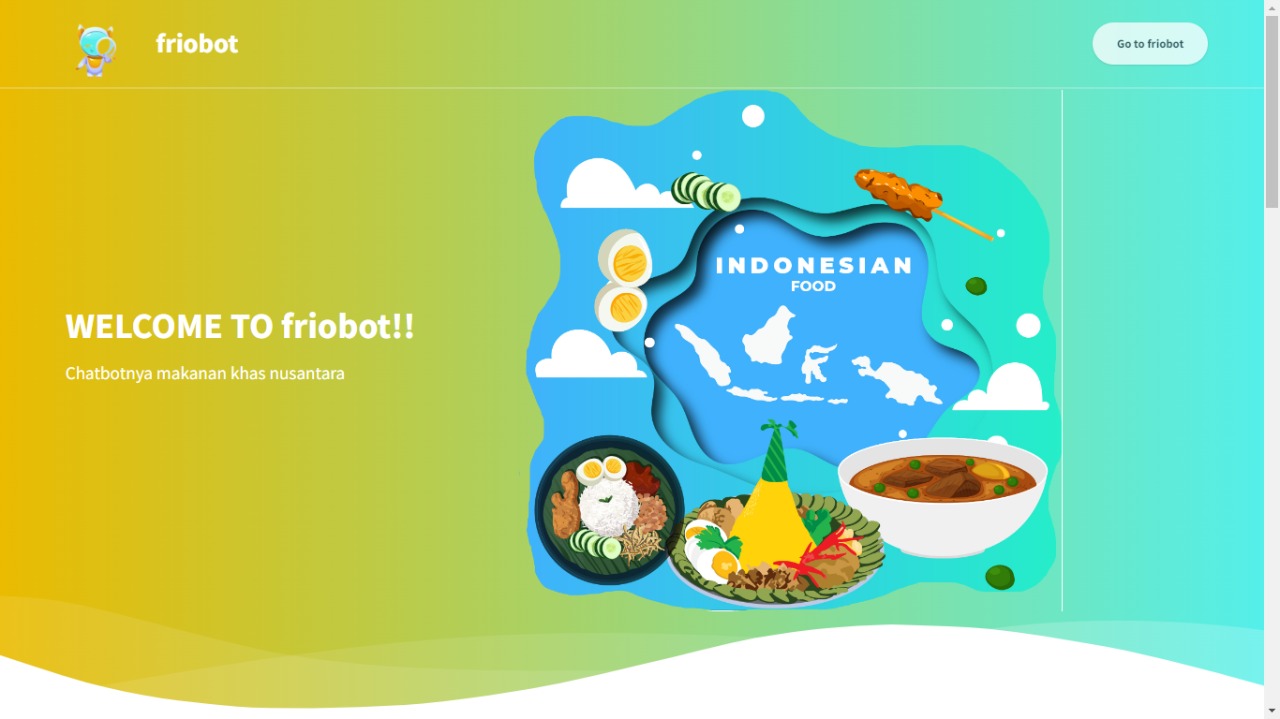 friobot
Go to friobot
INDONESIAN
FOOD
WELCOME TO friobot!!
Chatbotnya makanan khas nusantara